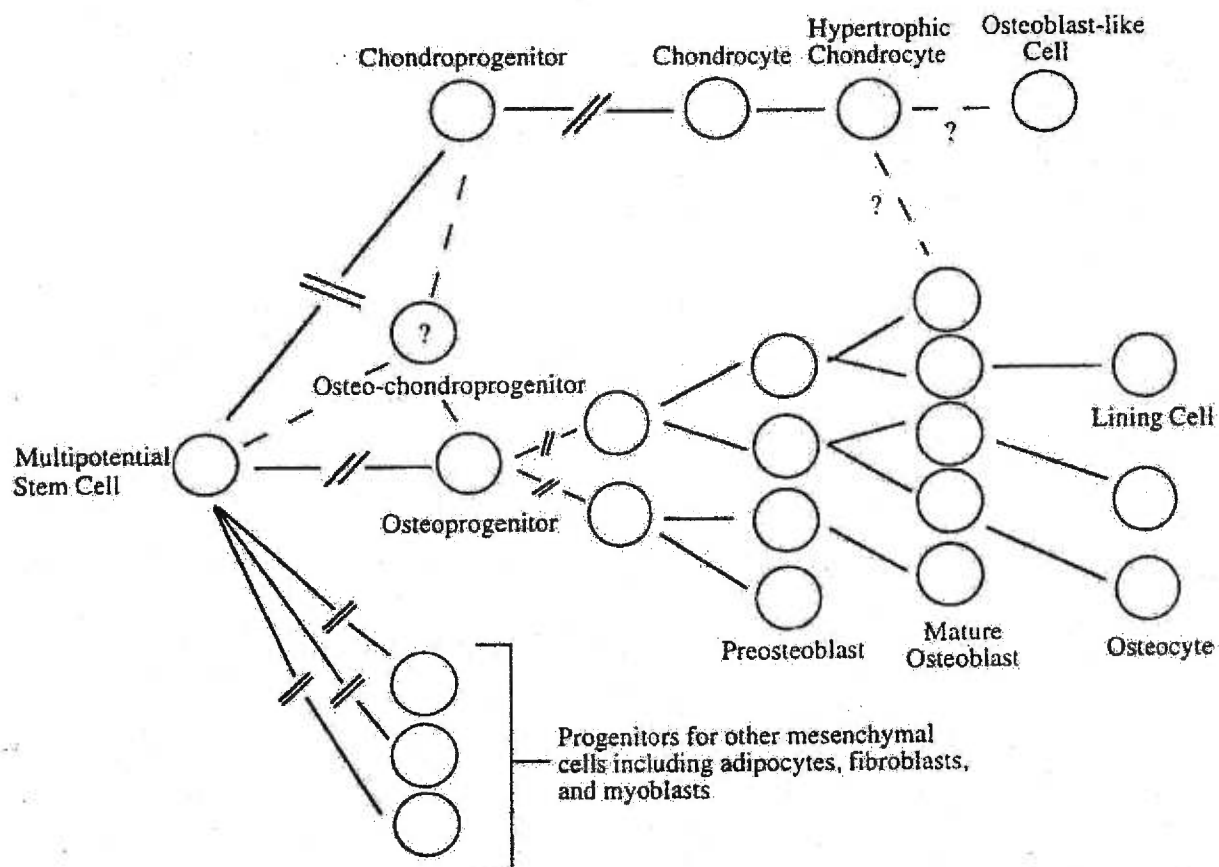 Chondroprogenitor
Chondrocyte
Hypertrophic
Chondrocyte
Osteoblast-like
Cell
?
?
?
Osteo-chondroprogenitor
Multipotential
Stem Cell
Osteoprogenitor
Lining Cell
Preosteoblast
Mature
Osteoblast
Osteocyte
Progenitors for other mesenchymal
cells including adipocytes, fibroblasts,
and myoblasts